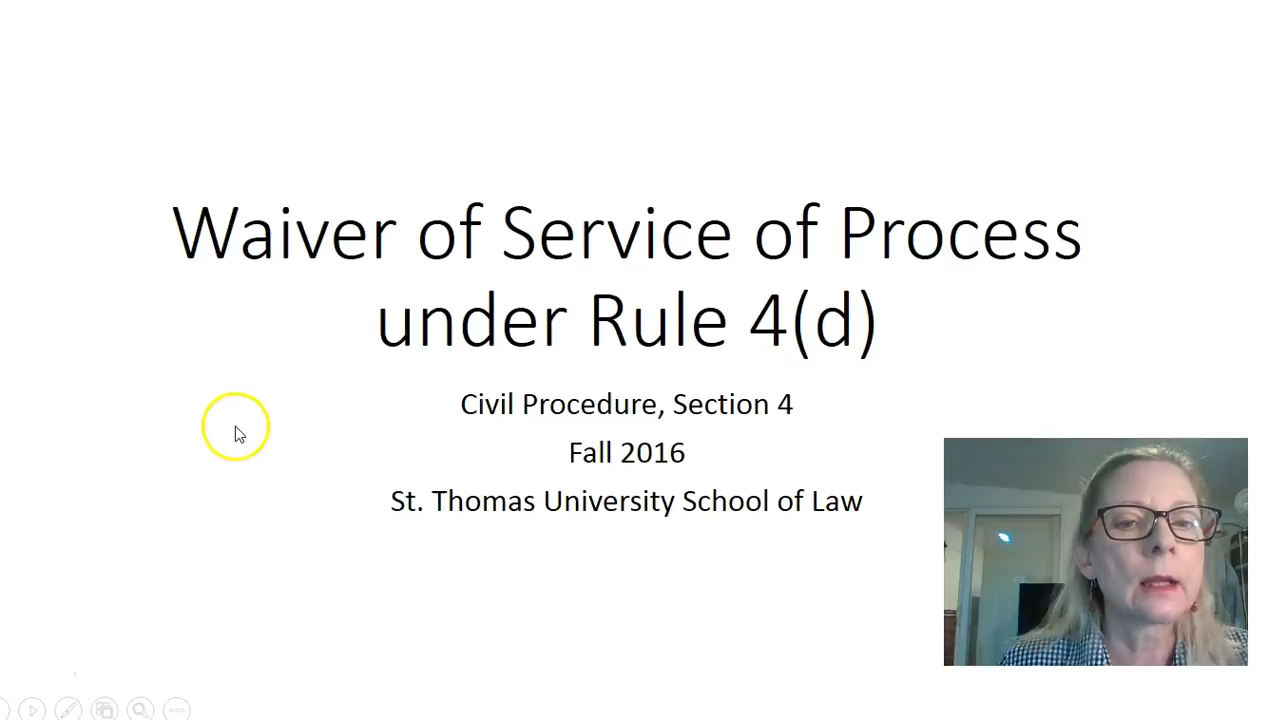 Waiver of Service of Process
under Rule 4(d)
Civil Procedure, Section 4
Fall 2016
St. Thomas University School of Law